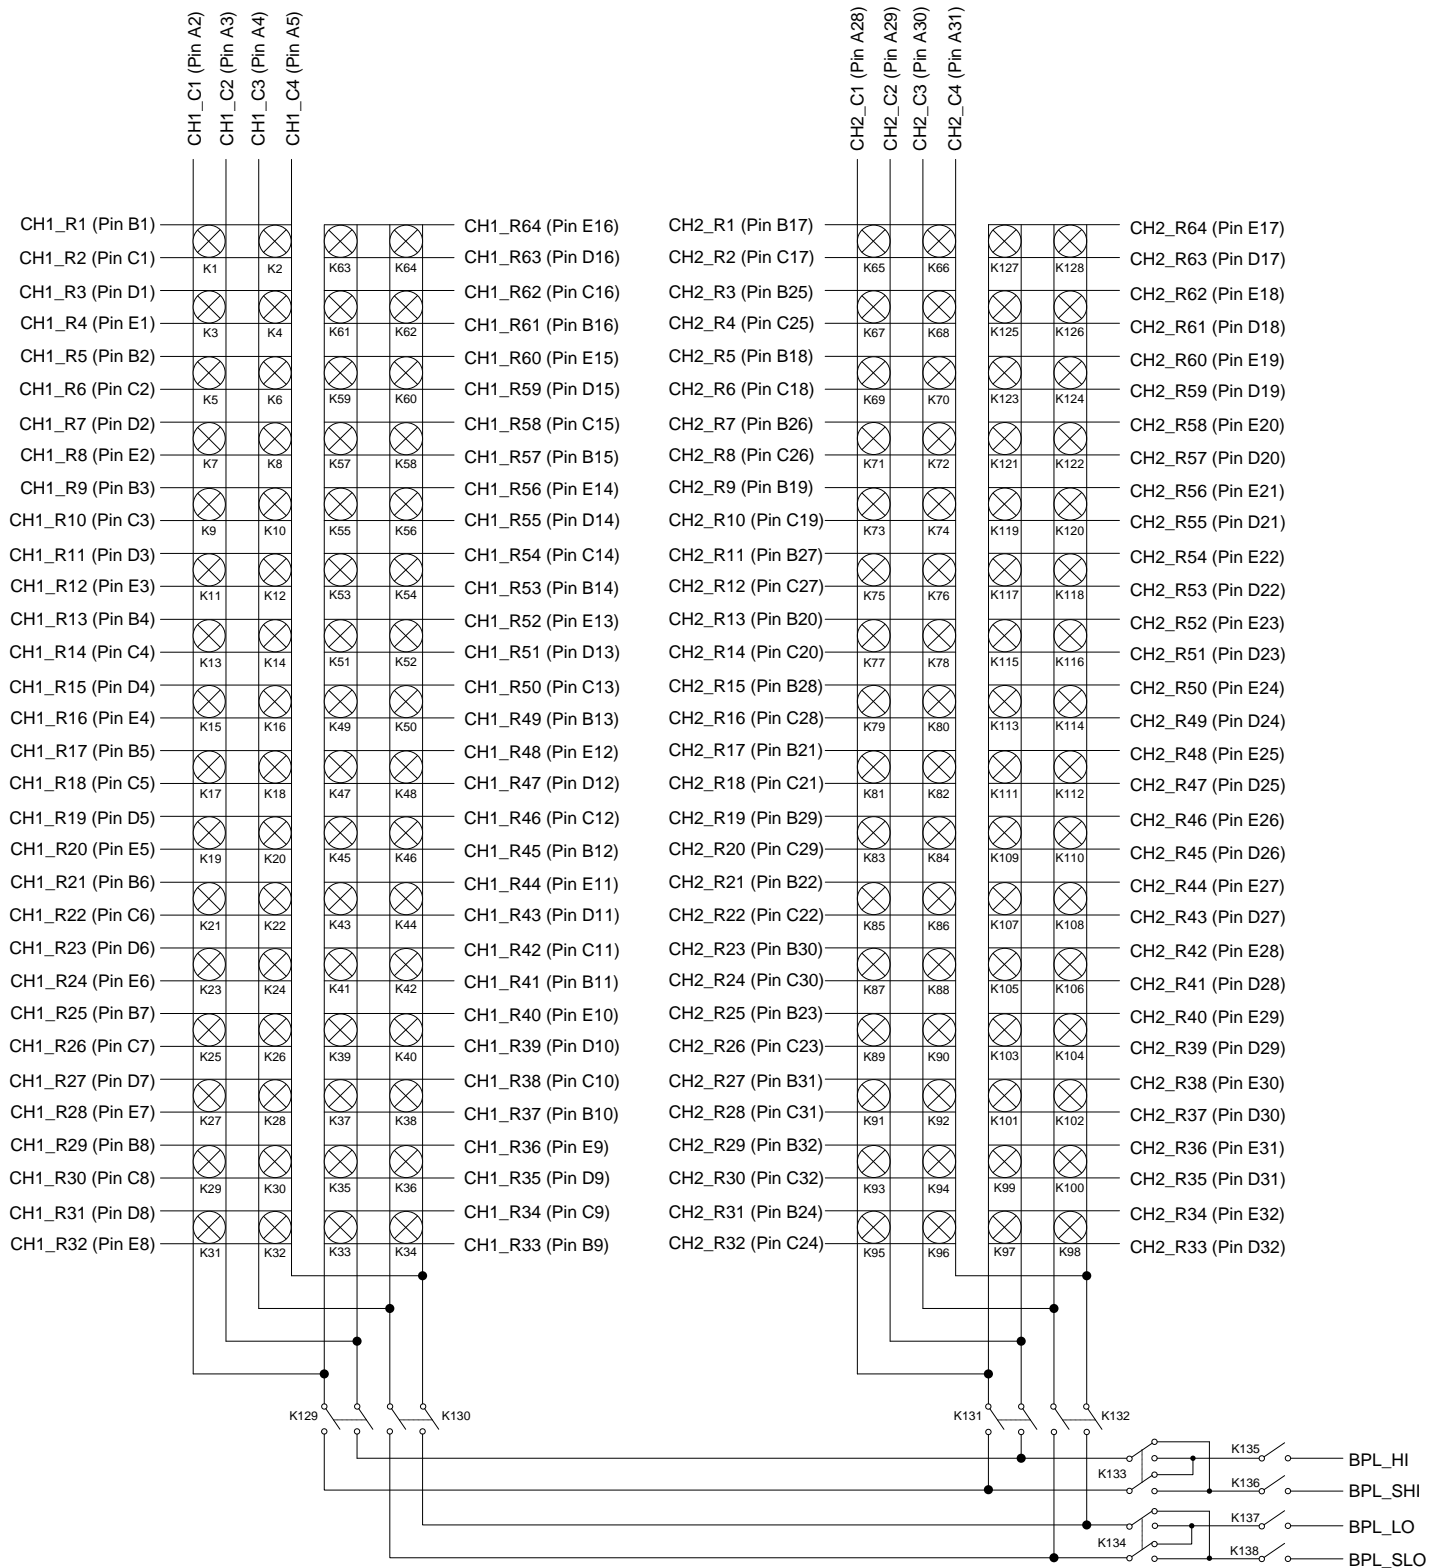 CH1_C1 (Pin A2)
CH1_C2 (Pin A3)
CH1_C3 (Pin A4)
CH1_C4 (Pin A5)
CH2_C1 (Pin A28)
CH2_C2 (Pin A29)
CH2_C3 (Pin A30)
CH2_C4 (Pin A31)
CH1_R1 (Pin B1) CH1_R64 (Pin E16) CH2_R1 (Pin B17) CH2_R64 (Pin E17)
CH1_R2 (Pin C1) CH1_R63 (Pin D16) CH2_R2 (Pin C17) CH2_R63 (Pin D17)
K1 K2 K63 K64 K65 K66 K127 K128
CH1_R3 (Pin D1) CH1_R62 (Pin C16) CH2_R3 (Pin B25) CH2_R62 (Pin E18)
CH1_R4 (Pin E1) CH1_R61 (Pin B16) CH2_R4 (Pin C25) CH2_R61 (Pin D18)
K3 K4 K61 K62 K67 K68 K125 K126
CH1_R5 (Pin B2) CH1_R60 (Pin E15) CH2_R5 (Pin B18) CH2_R60 (Pin E19)
CH1_R6 (Pin C2) CH1_R59 (Pin D15) CH2_R6 (Pin C18) CH2_R59 (Pin D19)
K5 K6 K59 K60 K69 K70 K123 K124
CH1_R7 (Pin D2) CH1_R58 (Pin C15) CH2_R7 (Pin B26) CH2_R58 (Pin E20)
CH1_R8 (Pin E2) CH1_R57 (Pin B15) CH2_R8 (Pin C26) CH2_R57 (Pin D20)
K7 K8 K57 K58 K71 K72 K121 K122
CH1_R9 (Pin B3) CH1_R56 (Pin E14) CH2_R9 (Pin B19) CH2_R56 (Pin E21)
CH1_R10 (Pin C3) CH1_R55 (Pin D14) CH2_R10 (Pin C19) CH2_R55 (Pin D21)
K9 K10 K55 K56 K73 K74 K119 K120
CH1_R11 (Pin D3) CH1_R54 (Pin C14) CH2_R11 (Pin B27) CH2_R54 (Pin E22)
CH1_R12 (Pin E3) CH1_R53 (Pin B14) CH2_R12 (Pin C27) CH2_R53 (Pin D22)
K11 K12 K53 K54 K75 K76 K117 K118
CH1_R13 (Pin B4) CH1_R52 (Pin E13) CH2_R13 (Pin B20) CH2_R52 (Pin E23)
CH1_R14 (Pin C4) CH1_R51 (Pin D13) CH2_R14 (Pin C20) CH2_R51 (Pin D23)
K13 K14 K51 K52 K77 K78 K115 K116
CH1_R15 (Pin D4) CH1_R50 (Pin C13) CH2_R15 (Pin B28) CH2_R50 (Pin E24)
CH1_R16 (Pin E4) CH1_R49 (Pin B13) CH2_R16 (Pin C28) CH2_R49 (Pin D24)
K15 K16 K49 K50 K79 K80 K113 K114
CH1_R17 (Pin B5) CH1_R48 (Pin E12) CH2_R17 (Pin B21) CH2_R48 (Pin E25)
CH1_R18 (Pin C5) CH1_R47 (Pin D12) CH2_R18 (Pin C21) CH2_R47 (Pin D25)
K17 K18 K47 K48 K81 K82 K111 K112
CH1_R19 (Pin D5) CH1_R46 (Pin C12) CH2_R19 (Pin B29) CH2_R46 (Pin E26)
CH1_R20 (Pin E5) CH1_R45 (Pin B12) CH2_R20 (Pin C29) CH2_R45 (Pin D26)
K19 K20 K45 K46 K83 K84 K109 K110
CH1_R21 (Pin B6) CH1_R44 (Pin E11) CH2_R21 (Pin B22) CH2_R44 (Pin E27)
CH1_R22 (Pin C6) CH1_R43 (Pin D11) CH2_R22 (Pin C22) CH2_R43 (Pin D27)
K21 K22 K43 K44 K85 K86 K107 K108
CH1_R23 (Pin D6) CH1_R42 (Pin C11) CH2_R23 (Pin B30) CH2_R42 (Pin E28)
CH1_R24 (Pin E6) CH1_R41 (Pin B11) CH2_R24 (Pin C30) CH2_R41 (Pin D28)
K23 K24 K41 K42 K87 K88 K105 K106
CH1_R25 (Pin B7) CH1_R40 (Pin E10) CH2_R25 (Pin B23) CH2_R40 (Pin E29)
CH1_R26 (Pin C7) CH1_R39 (Pin D10) CH2_R26 (Pin C23) CH2_R39 (Pin D29)
K25 K26 K39 K40 K89 K90 K103 K104
CH1_R27 (Pin D7) CH1_R38 (Pin C10) CH2_R27 (Pin B31) CH2_R38 (Pin E30)
CH1_R28 (Pin E7) CH1_R37 (Pin B10) CH2_R28 (Pin C31) CH2_R37 (Pin D30)
K27 K28 K37 K38 K91 K92 K101 K102
CH1_R29 (Pin B8) CH1_R36 (Pin E9) CH2_R29 (Pin B32) CH2_R36 (Pin E31)
CH1_R30 (Pin C8) CH1_R35 (Pin D9) CH2_R30 (Pin C32) CH2_R35 (Pin D31)
K29 K30 K35 K36 K93 K94 K99 K100
CH1_R31 (Pin D8) CH1_R34 (Pin C9) CH2_R31 (Pin B24) CH2_R34 (Pin E32)
CH1_R32 (Pin E8) CH1_R33 (Pin B9) CH2_R32 (Pin C24) CH2_R33 (Pin D32)
K31 K32 K33 K34 K95 K96 K97 K98
K129 K130 K131 K132
K135 BPL_HI
K133
K136 BPL_SHI
K137 BPL_LO
K134
K138 BPL_SLO